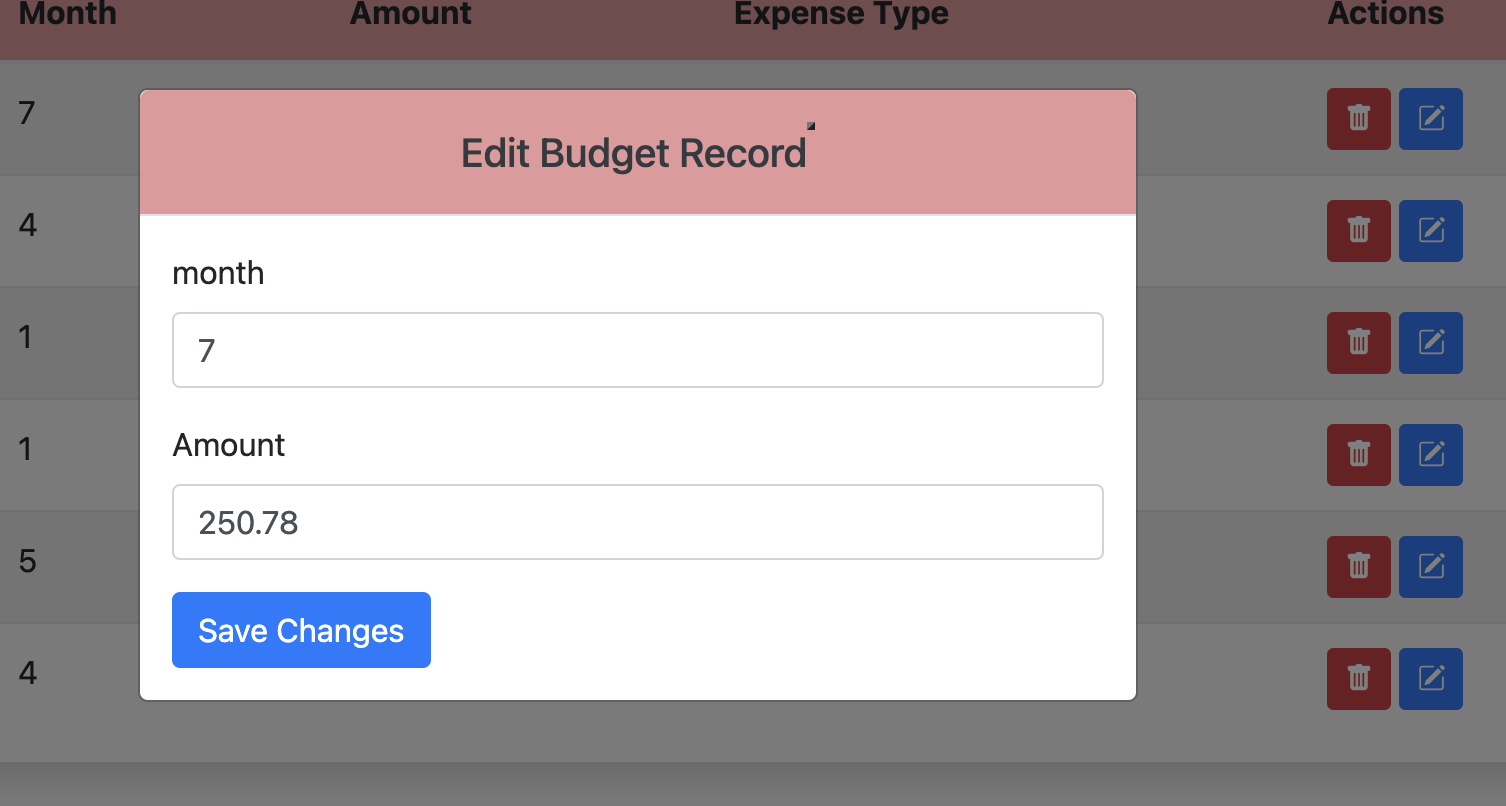 Month Amount Expense Type Actions
7
Edit Budget Record
4
month
1
7
1
Amount
250.78
5
Save Changes
4